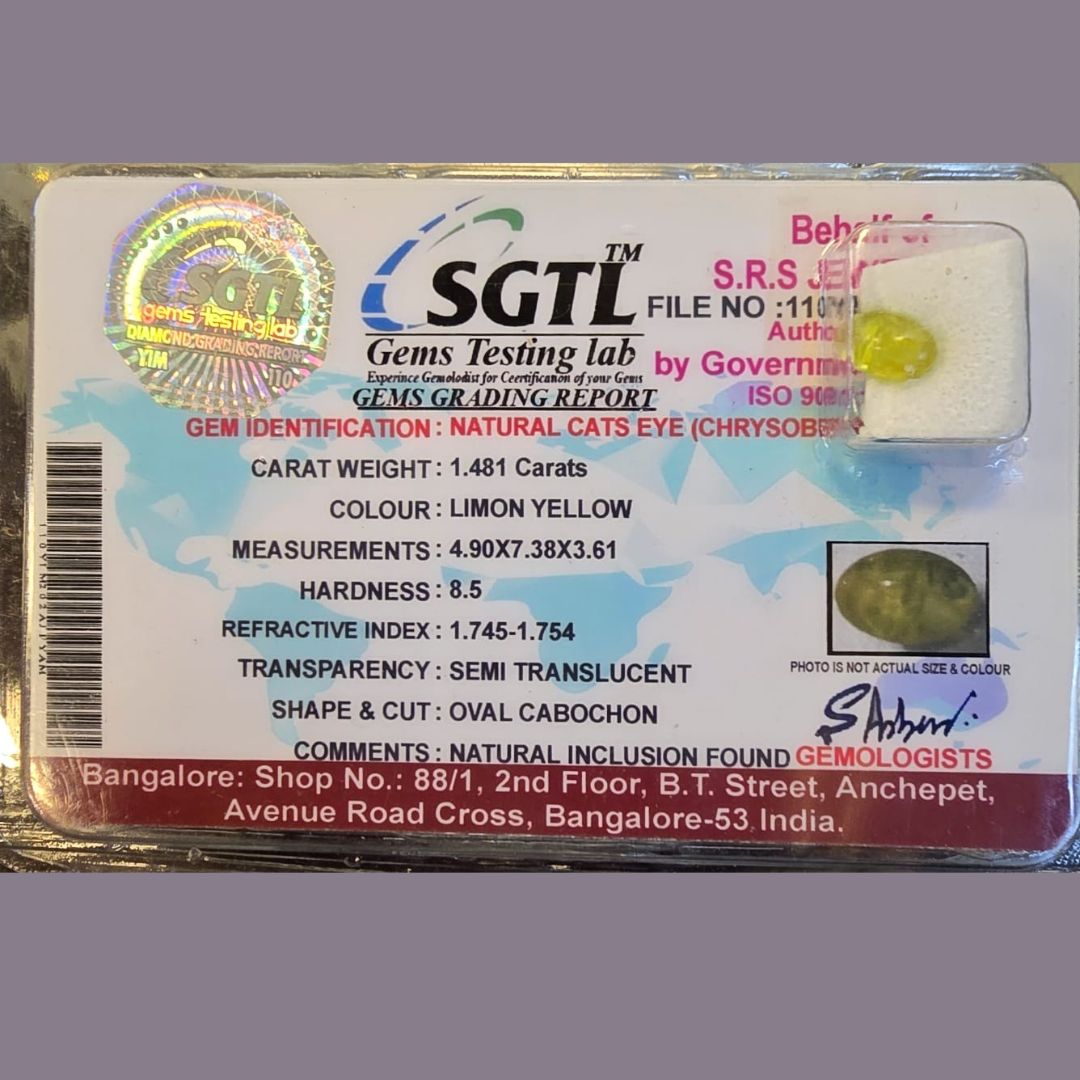 SGTL
gems Testing lab
DIAMOND GRADING REPORT
YIM
110
SGTL™
Gems Testing lab
Experince Gemolodist for Ceertification of your Gems
GEMS GRADING REPORT
Behalf of
S.R.S
FILE NO :110
by
ISO
GEM IDENTIFICATION : NATURAL CATS EYE
CARAT WEIGHT : 1.481 Carats
COLOUR : LIMON YELLOW
MEASUREMENTS : 4.90X7.38X3.61
HARDNESS : 8.5
REFRACTIVE INDEX : 1.745-1.754
TRANSPARENCY : SEMI TRANSLUCENT
SHAPE & CUT : OVAL CABOCHON
COMMENTS : NATURAL INCLUSION FOUND
PHOTO IS NOT ACTUAL SIZE & COLOUR
GEMOLOGISTS
Bangalore: Shop No.: 88/1, 2nd Floor, B.T. Street, Anchepet,
Avenue Road Cross, Bangalore-53 India.